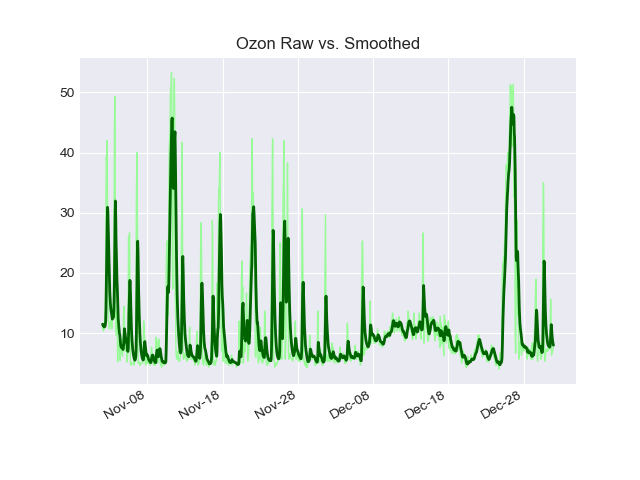 Ozon Raw vs. Smoothed
50
40
30
20
10
Nov-08
Nov-18
Nov-28
Dec-08
Dec-18
Dec-28